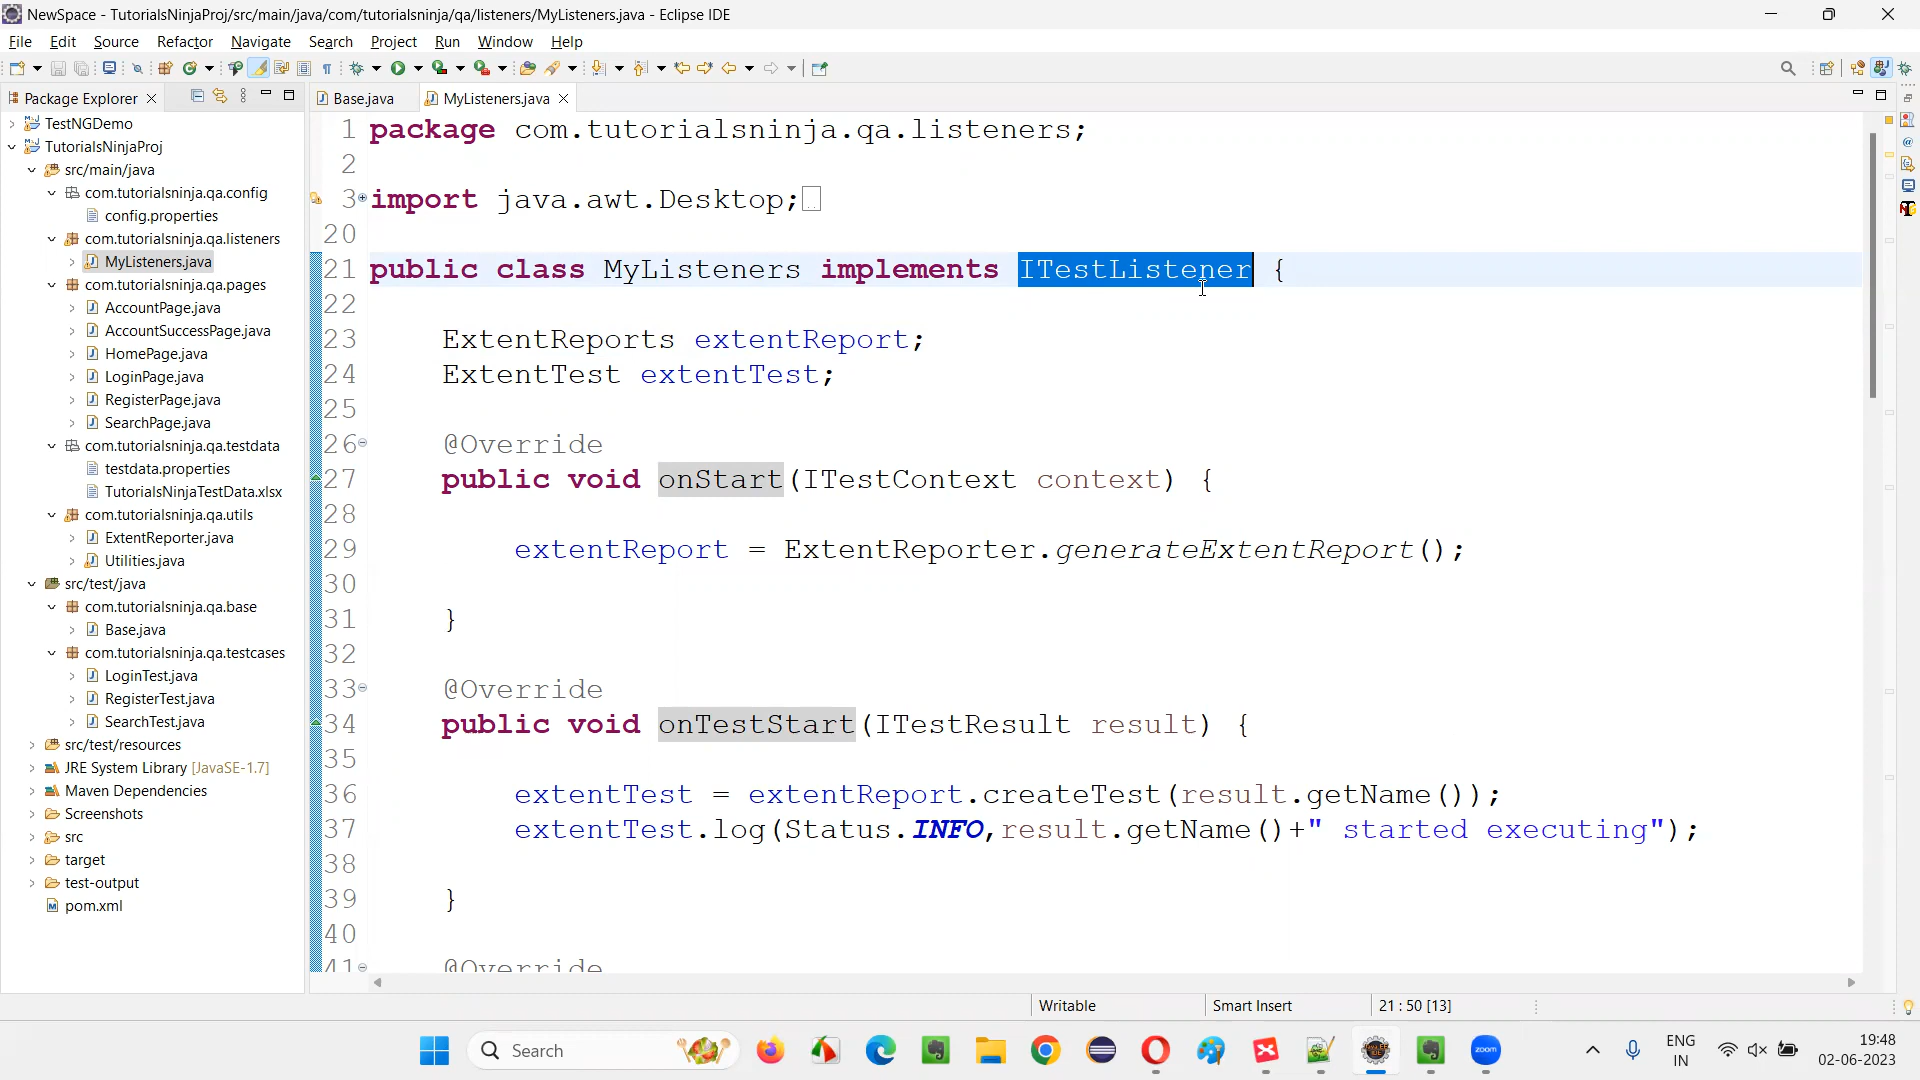 NewSpace - TutorialsNinjaProj/src/main/java/com/tutorialsninja/qa/listeners/MyListeners.java - Eclipse IDE
File Edit Source Refactor Navigate Search Project Run Window Help
Package Explorer
TestNGDemo
TutorialsNinjaProj
src/main/java
com.tutorialsninja.qa.config
config.properties
com.tutorialsninja.qa.listeners
MyListeners.java
com.tutorialsninja.qa.pages
AccountPage.java
AccountSuccessPage.java
HomePage.java
LoginPage.java
RegisterPage.java
SearchPage.java
com.tutorialsninja.qa.testdata
testdata.properties
TutorialsNinjaTestData.xlsx
com.tutorialsninja.qa.utils
ExtentReporter.java
Utilities.java
src/test/java
com.tutorialsninja.qa.base
Base.java
com.tutorialsninja.qa.testcases
LoginTest.java
RegisterTest.java
SearchTest.java
src/test/resources
JRE System Library [JavaSE-1.7]
Maven Dependencies
Screenshots
src
target
test-output
pom.xml
Base.java MyListeners.java
1 package com.tutorialsninja.qa.listeners;
2
3 import java.awt.Desktop;
20
21 public class MyListeners implements ITestListener {
22
23 ExtentReports extentReport;
24 ExtentTest extentTest;
25
26 @Override
27 public void onStart(ITestContext context) {
28
29 extentReport = ExtentReporter.generateExtentReport();
30
31 }
32
33 @Override
34 public void onTestStart(ITestResult result) {
35
36 extentTest = extentReport.createTest(result.getName());
37 extentTest.log(Status.INFO,result.getName()+" started executing");
38
39 }
40
41 @Override
Writable Smart Insert 21 : 50 [13]
Search
zoom
ENG
IN
19:48
02-06-2023